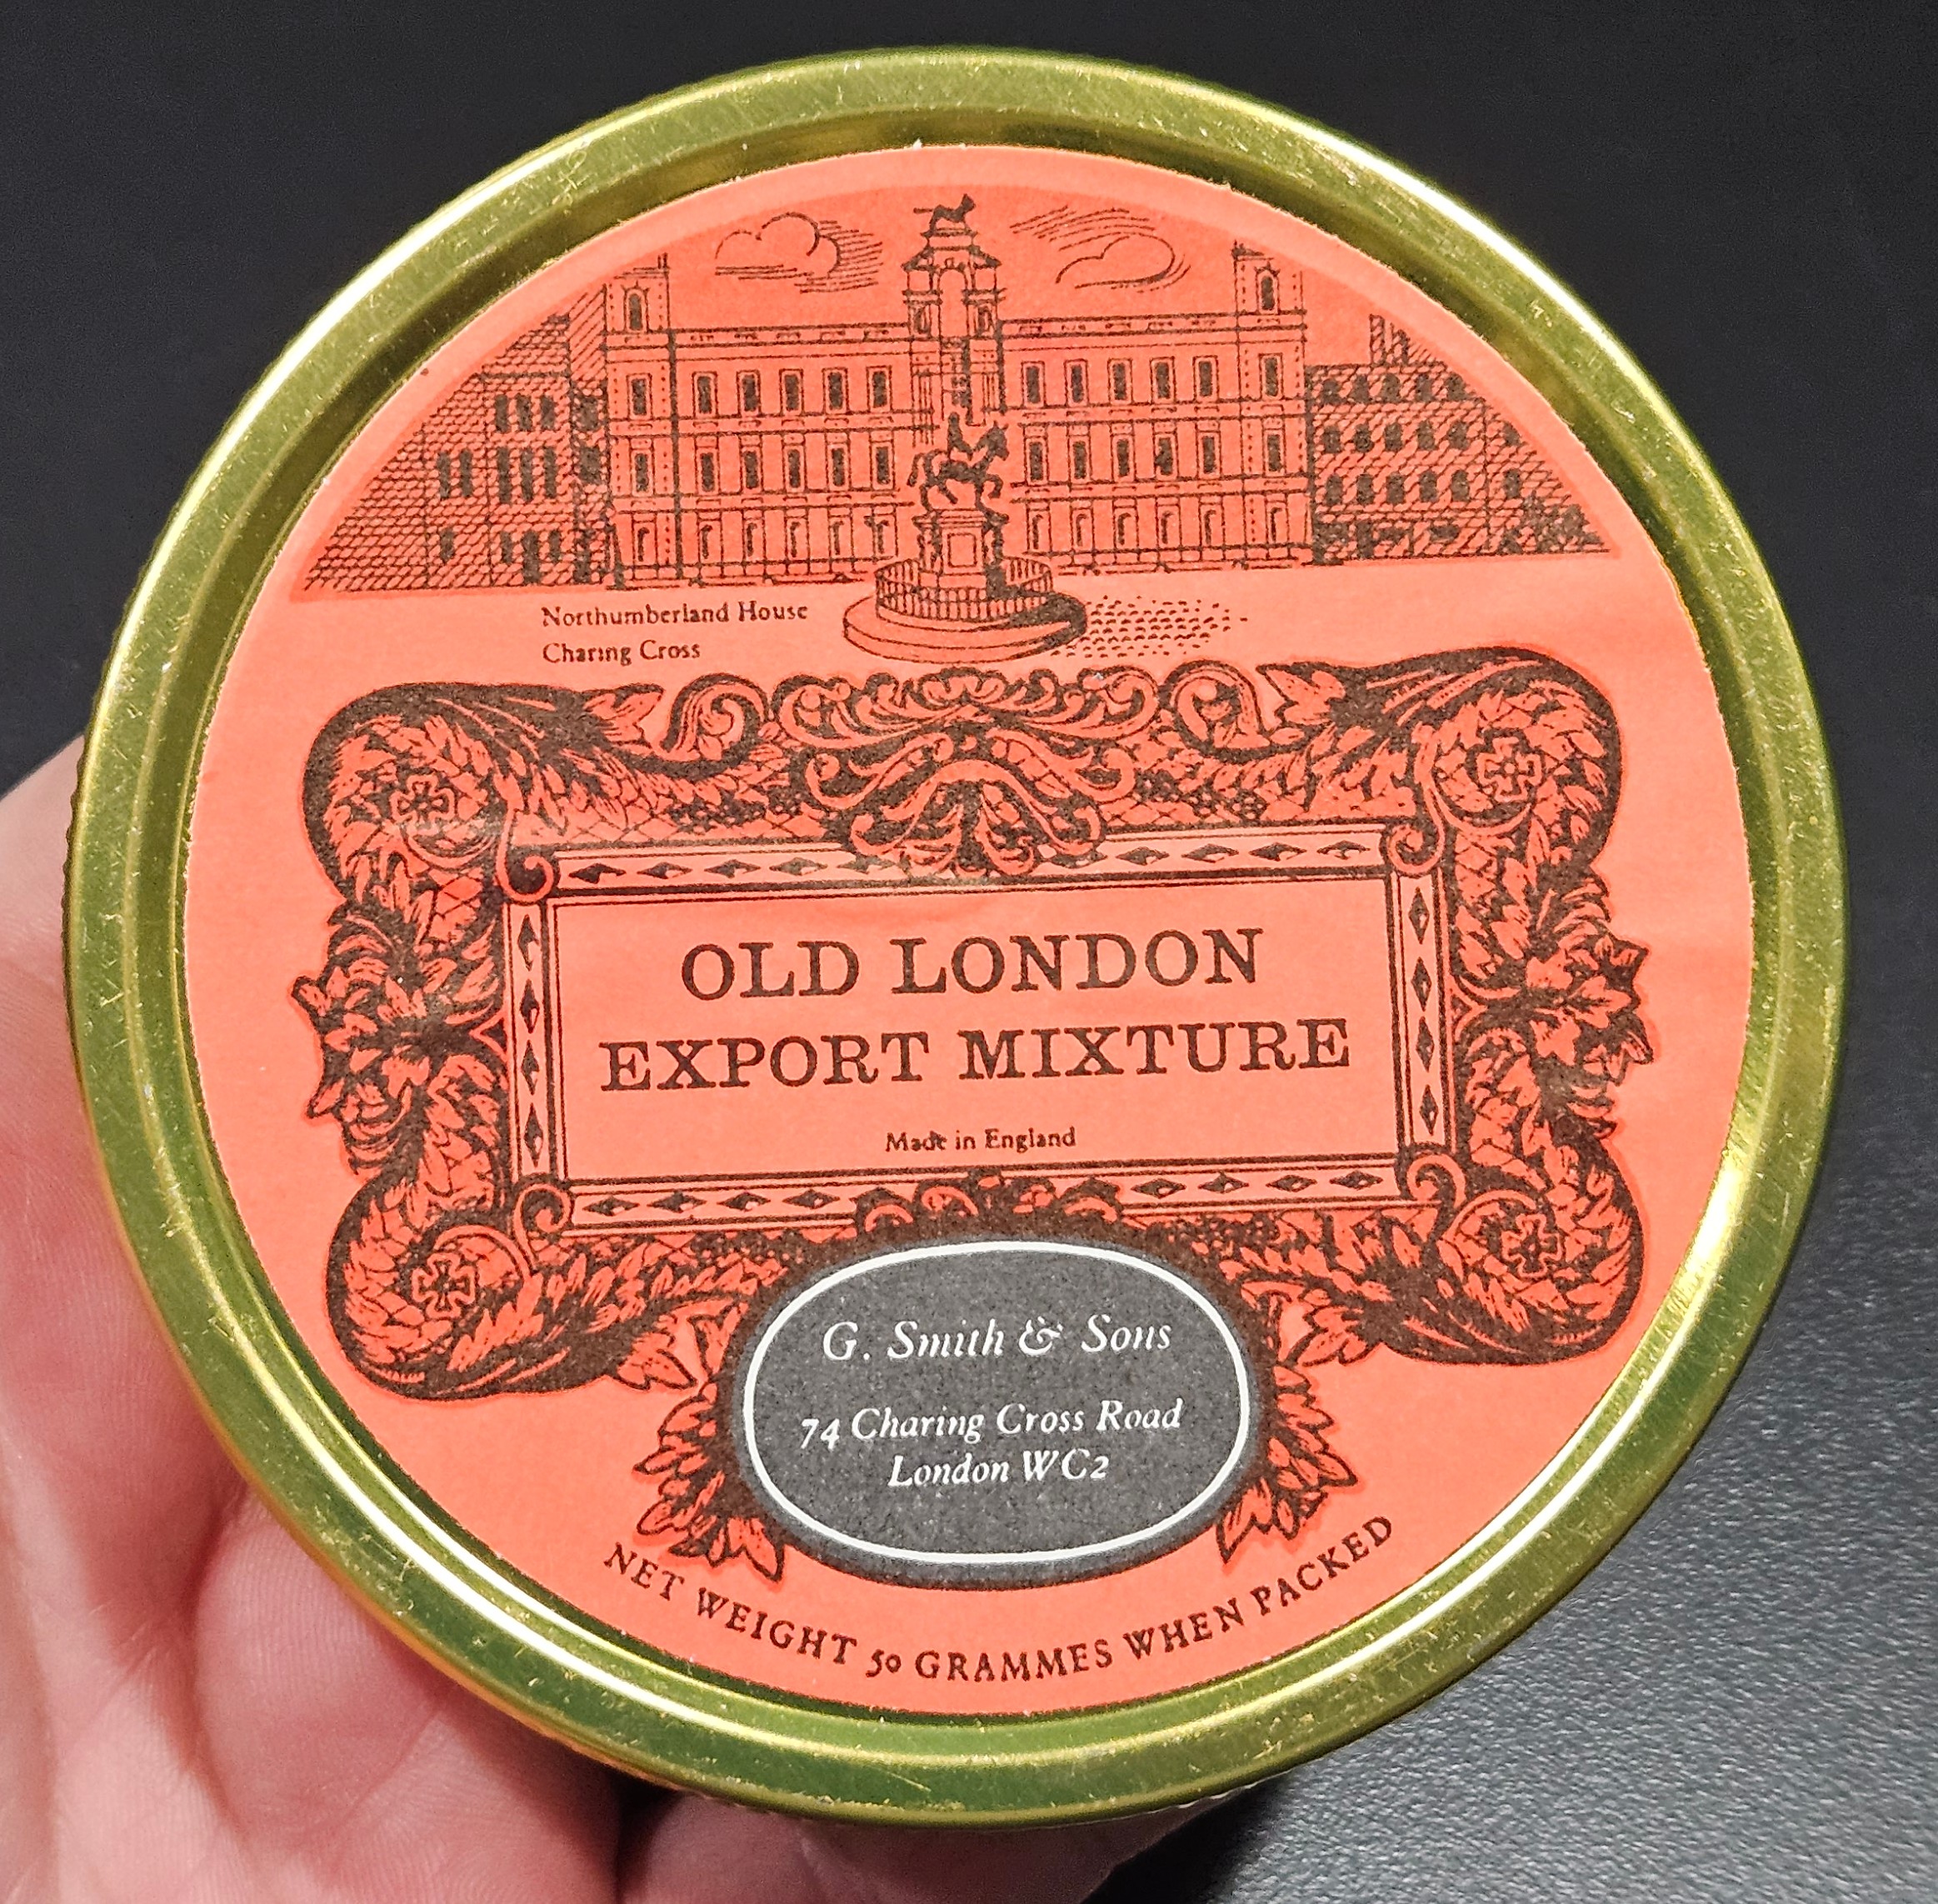 Northumberland House
Charing Cross
OLD LONDON
EXPORT MIXTURE
Made in England
G. Smith & Sons
74 Charing Cross Road
London WC2
NET WEIGHT 50 GRAMMES WHEN PACKED